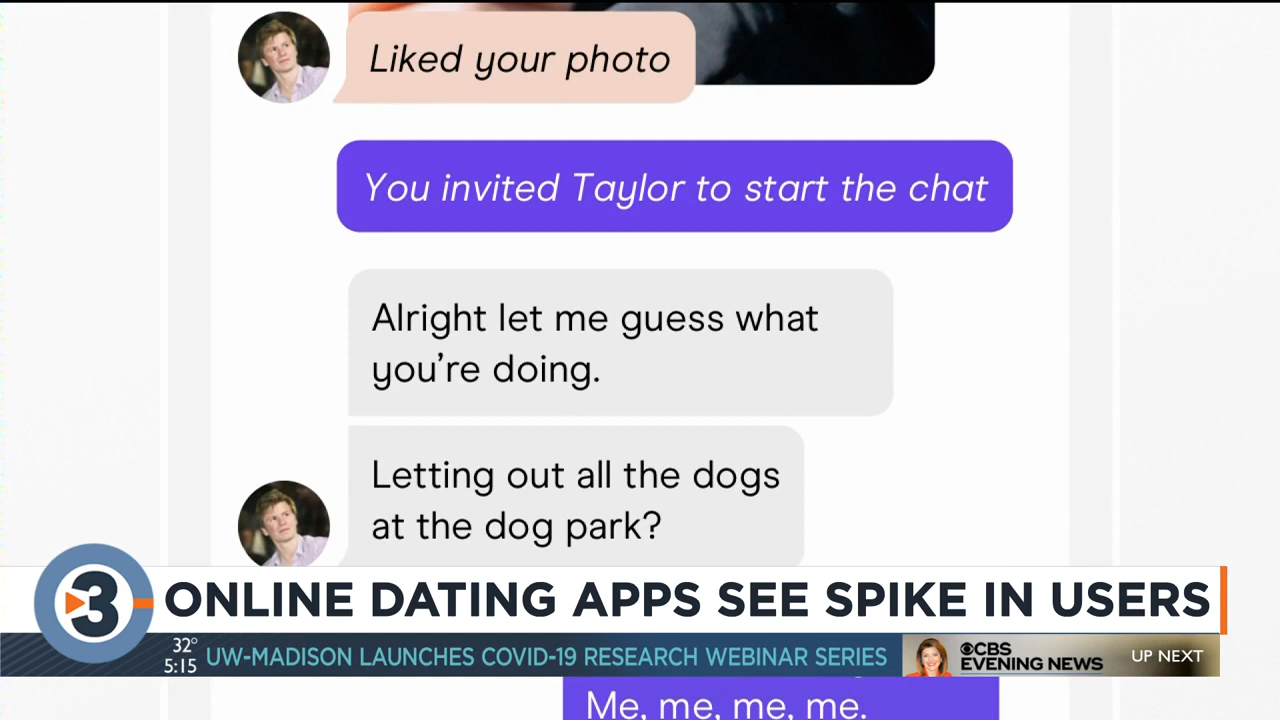 Liked your photo
You invited Taylor to start the chat
Alright let me guess what
you're doing.
Letting out all the dogs
at the dog park?
3 ONLINE DATING APPS SEE SPIKE IN USERS
32° UW-MADISON LAUNCHES COVID-19 RESEARCH WEBINAR SERIES
5:15
CBS
EVENING NEWS
UP NEXT
Me, me, me, me.